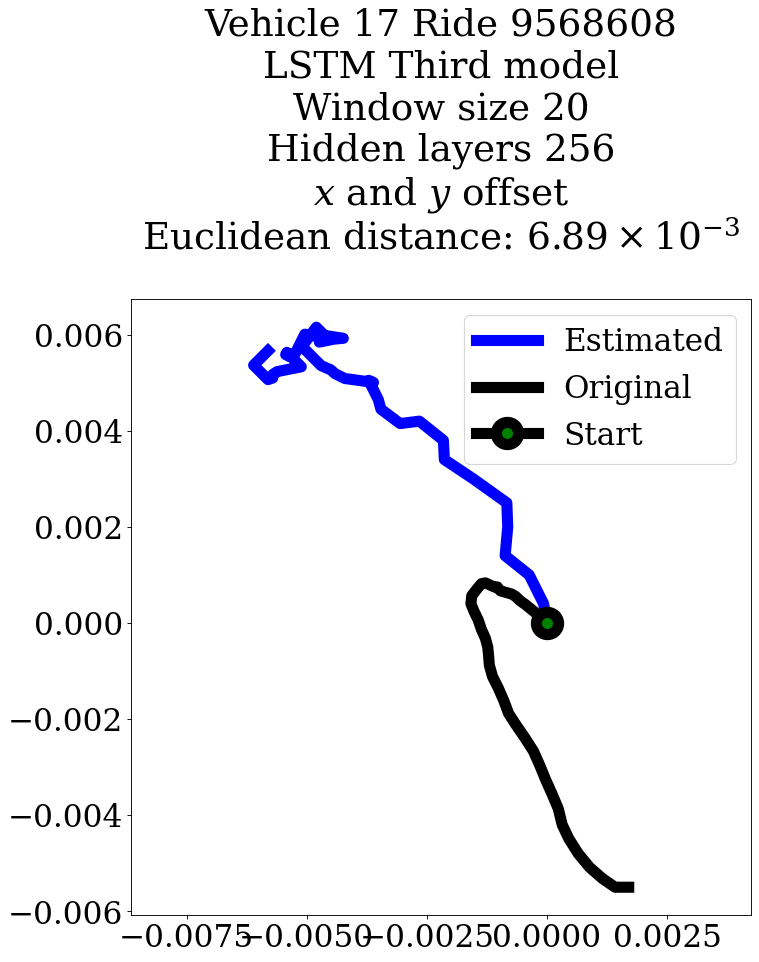 Vehicle 17 Ride 9568608
LSTM Third model
Window size 20
Hidden layers 256
x and y offset
Euclidean distance: 6.89 × 10⁻³
Estimated
Original
Start
0.006
0.004
0.002
0.000
−0.002
−0.004
−0.006
−0.0075 −0.0050 −0.0025 0.0000 0.0025